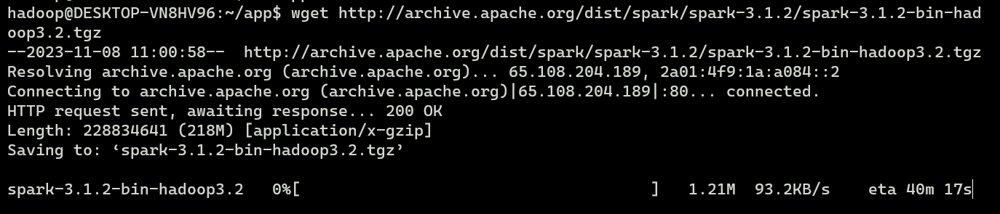 hadoop@DESKTOP-VN8HV96:~/app$ wget http://archive.apache.org/dist/spark/spark-3.1.2/spark-3.1.2-bin-had
oop3.2.tgz
--2023-11-08 11:00:58--  http://archive.apache.org/dist/spark/spark-3.1.2/spark-3.1.2-bin-hadoop3.2.tgz
Resolving archive.apache.org (archive.apache.org)... 65.108.204.189, 2a01:4f9:1a:a084::2
Connecting to archive.apache.org (archive.apache.org)|65.108.204.189|:80... connected.
HTTP request sent, awaiting response... 200 OK
Length: 228834641 (218M) [application/x-gzip]
Saving to: ‘spark-3.1.2-bin-hadoop3.2.tgz’
spark-3.1.2-bin-hadoop3.2   0%[                                     ]   1.21M  93.2KB/s    eta 40m 17s